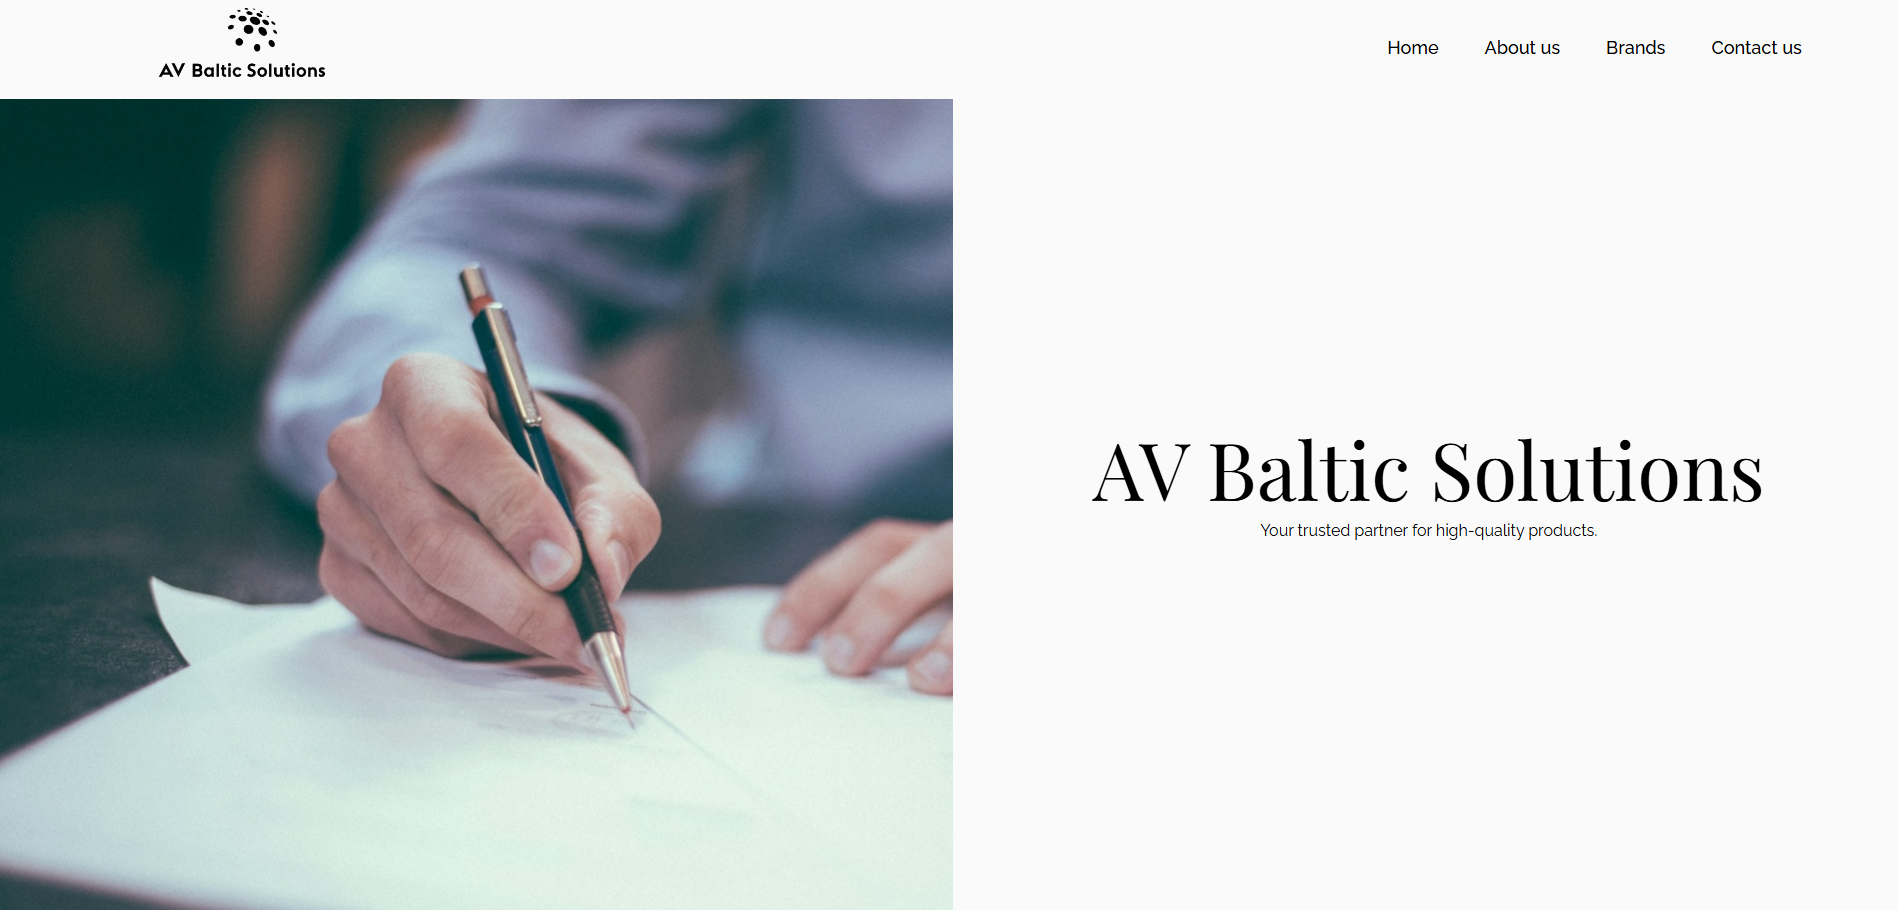 AV Baltic Solutions
Home
About us
Brands
Contact us
AV Baltic Solutions
Your trusted partner for high-quality products.